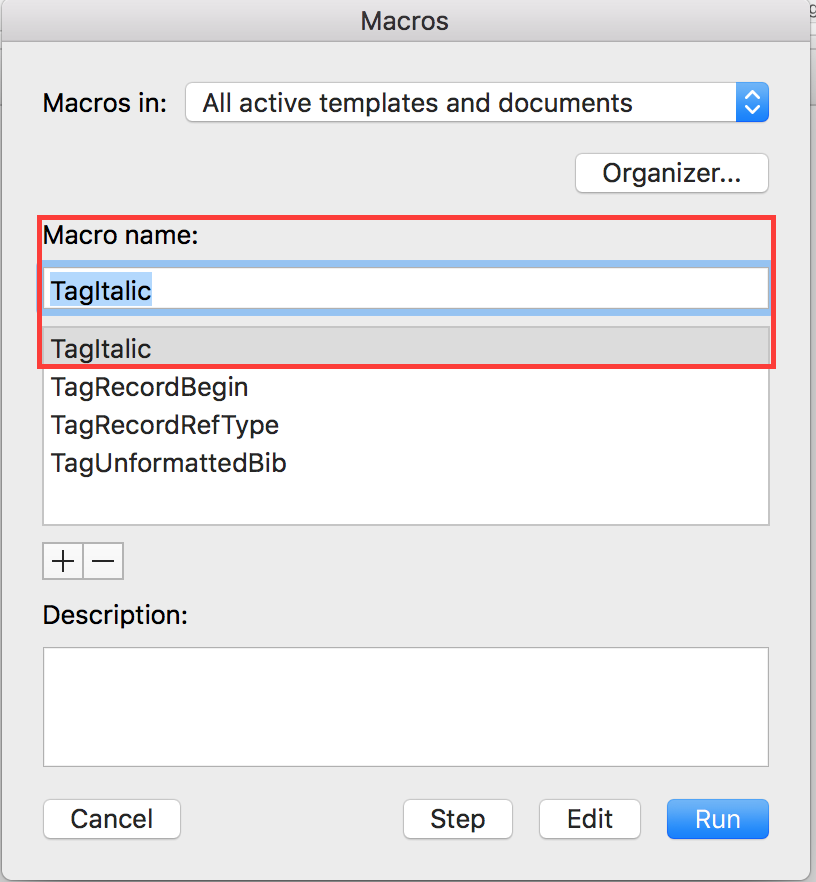 Macros
Macros in: All active templates and documents
Organizer...
Macro name:
TagItalic
TagItalic
TagRecordBegin
TagRecordRefType
TagUnformattedBib
Description:
Cancel Step Edit Run